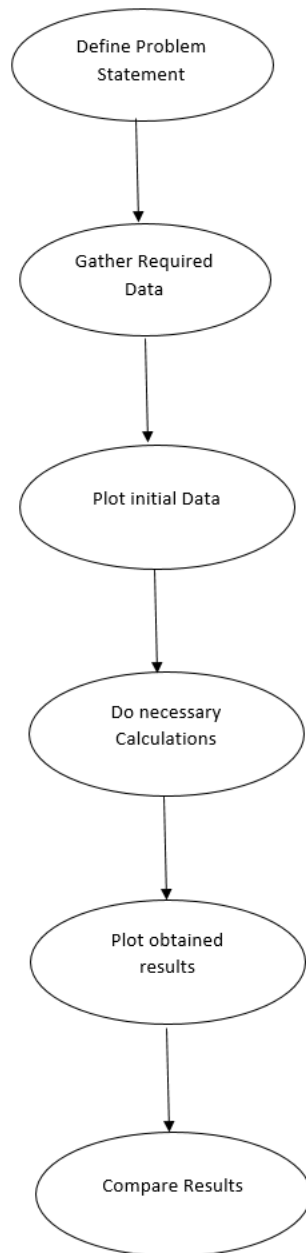 Define Problem
Statement
Gather Required
Data
Plot initial Data
Do necessary
Calculations
Plot obtained
results
Compare Results